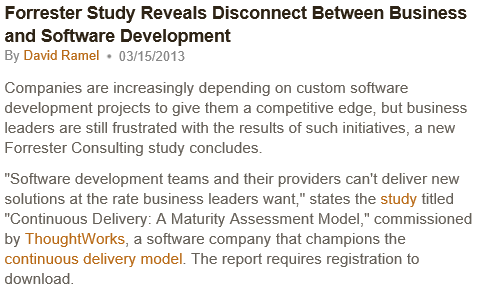 Forrester Study Reveals Disconnect Between Business
and Software Development
By David Ramel • 03/15/2013
Companies are increasingly depending on custom software
development projects to give them a competitive edge, but business
leaders are still frustrated with the results of such initiatives, a new
Forrester Consulting study concludes.
"Software development teams and their providers can't deliver new
solutions at the rate business leaders want," states the study titled
"Continuous Delivery: A Maturity Assessment Model," commissioned
by ThoughtWorks, a software company that champions the
continuous delivery model. The report requires registration to
download.